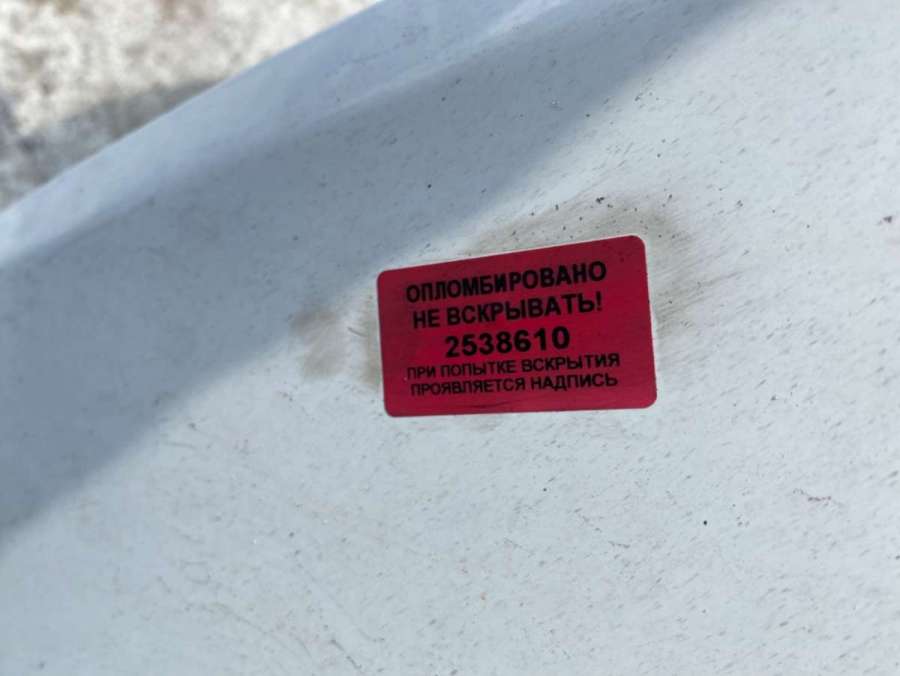 ОПЛОМБИРОВАНО
НЕ ВСКРЫВАТЬ!
2538610
ПРИ ПОПЫТКЕ ВСКРЫТИЯ
ПРОЯВЛЯЕТСЯ НАДПИСЬ